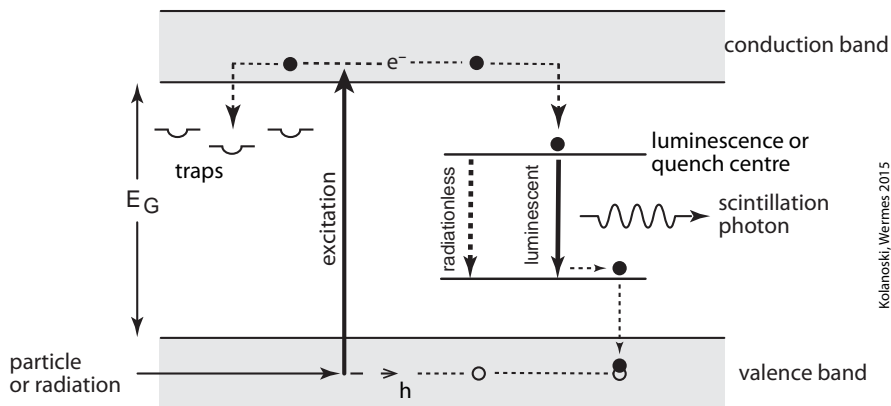 conduction band
e⁻
luminescence or
quench centre
traps
E_G
excitation
radiationless
luminescent
scintillation
photon
particle
or radiation
h
valence band
Kolanoski, Wermes 2015